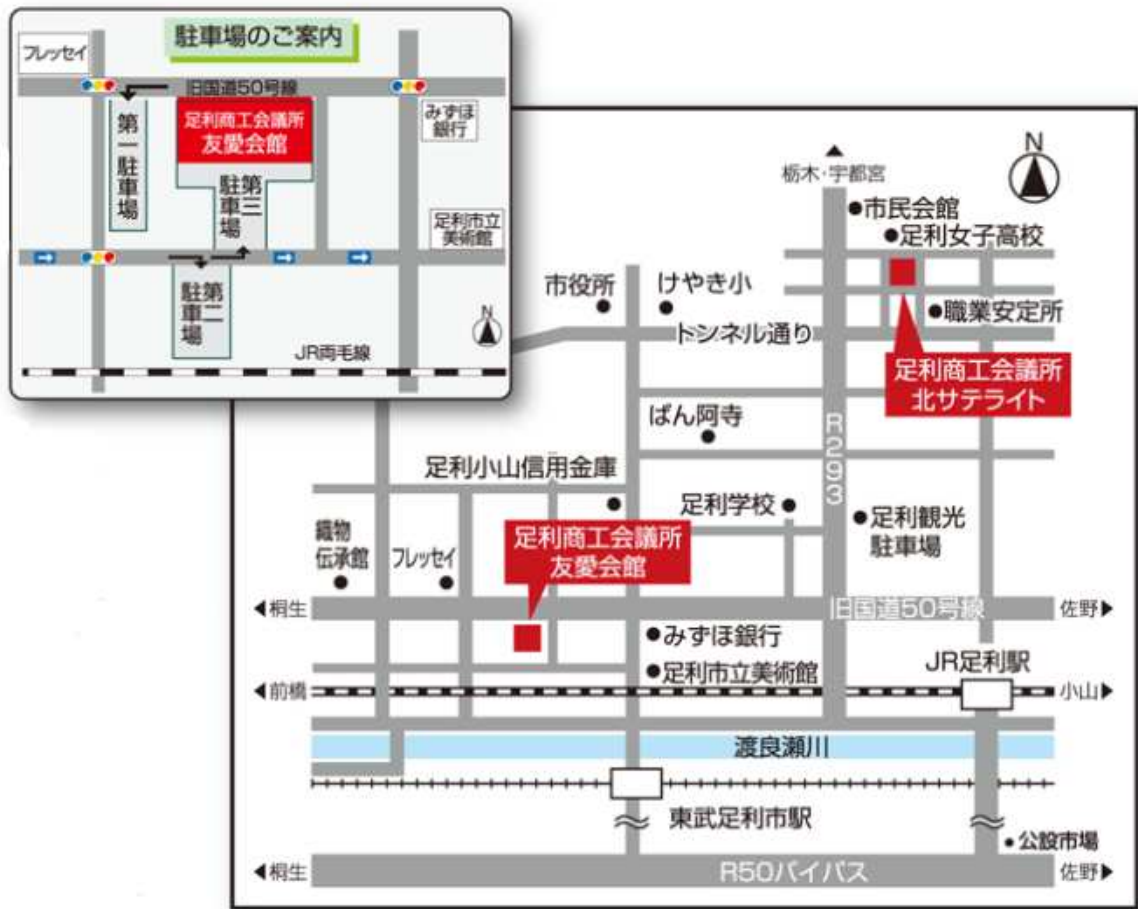 駐車場のご案内
フレッセイ
旧国道50号線
足利商工会議所
友愛会館
みずほ
銀行
第一駐車場
第三
駐車場
足利市立
美術館
第二
駐車場
N
JR両毛線
N
栃木・宇都宮
市民会館
足利女子高校
市役所
けやき小
職業安定所
トンネル通り
足利商工会議所
北サテライト
ばん阿寺
R293
足利小山信用金庫
足利学校
足利観光
駐車場
織物
伝承館
フレッセイ
足利商工会議所
友愛会館
桐生
旧国道50号線
佐野
みずほ銀行
足利市立美術館
JR足利駅
前橋
小山
渡良瀬川
東武足利市駅
公設市場
桐生
R50バイパス
佐野